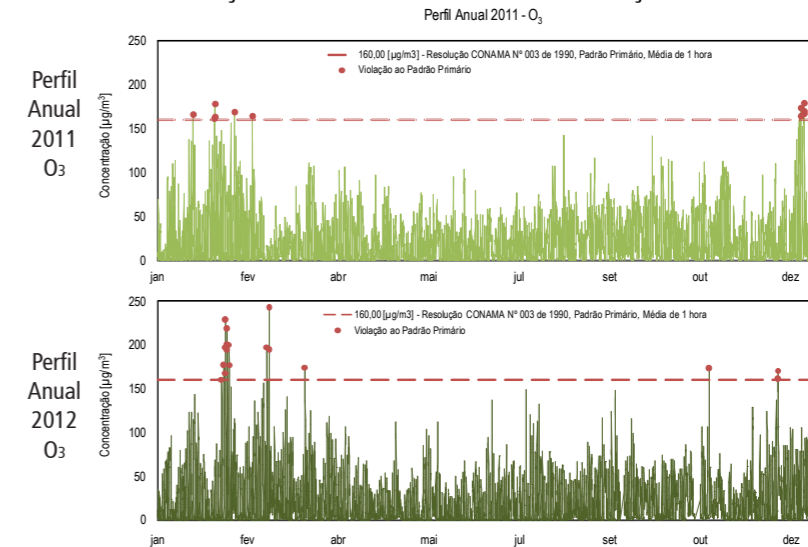 Perfil Anual 2011 - O₃
Perfil
Anual
2011
O3
Concentração [µg/m³]
250
200
150
100
50
0
160,00 [µg/m3] - Resolução CONAMA Nº 003 de 1990, Padrão Primário, Média de 1 hora
Violação ao Padrão Primário
jan fev abr mai jul set out dez
Perfil
Anual
2012
O3
Concentração [µg/m³]
250
200
150
100
50
0
160,00 [µg/m3] - Resolução CONAMA Nº 003 de 1990, Padrão Primário, Média de 1 hora
Violação ao Padrão Primário
jan fev abr mai jul set out dez